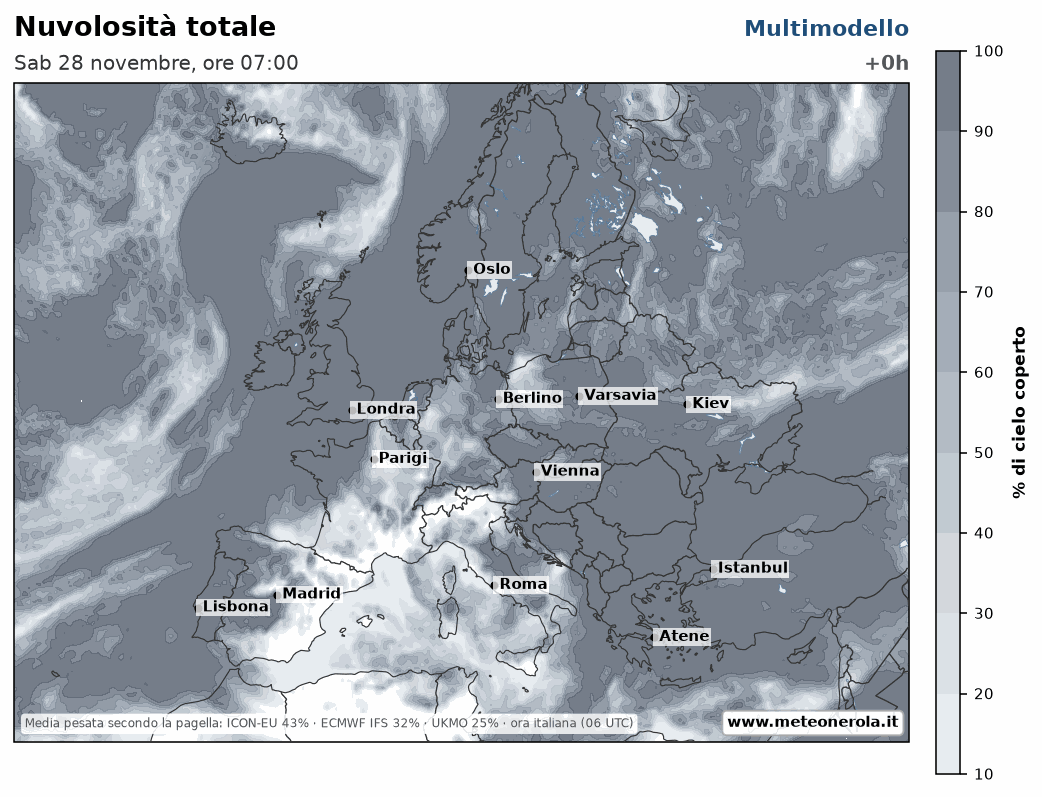 Nuvolosità totale
Multimodello
Sab 28 novembre, ore 07:00
+0h
100
90
80
70
60
50
40
30
20
10
% di cielo coperto
Oslo
Londra
Berlino
Varsavia
Kiev
Parigi
Vienna
Istanbul
Roma
Madrid
Lisbona
Atene
Media pesata secondo la pagella: ICON-EU 43% · ECMWF IFS 32% · UKMO 25% · ora italiana (06 UTC)
www.meteonerola.it